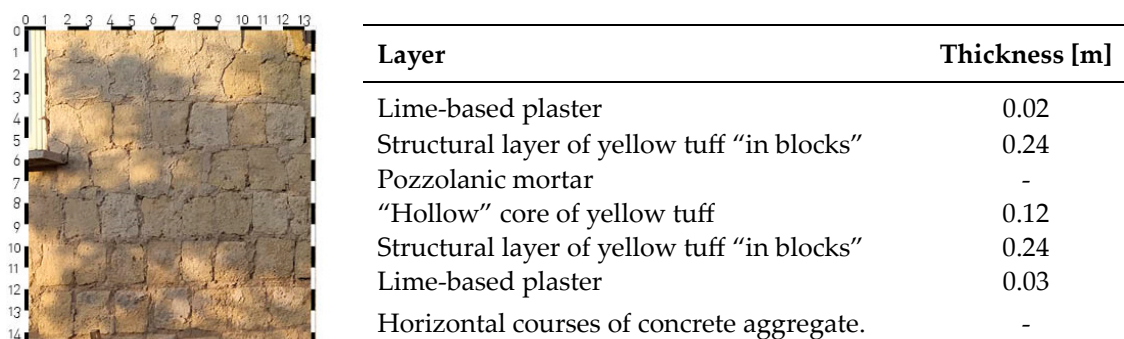 0 1 2 3 4 5 6 7 8 9 10 11 12 13
0
1
2
3
4
5
6
7
8
9
10
11
12
13
14
Layer Thickness [m]
Lime-based plaster 0.02
Structural layer of yellow tuff “in blocks” 0.24
Pozzolanic mortar -
“Hollow” core of yellow tuff 0.12
Structural layer of yellow tuff “in blocks” 0.24
Lime-based plaster 0.03
Horizontal courses of concrete aggregate. -